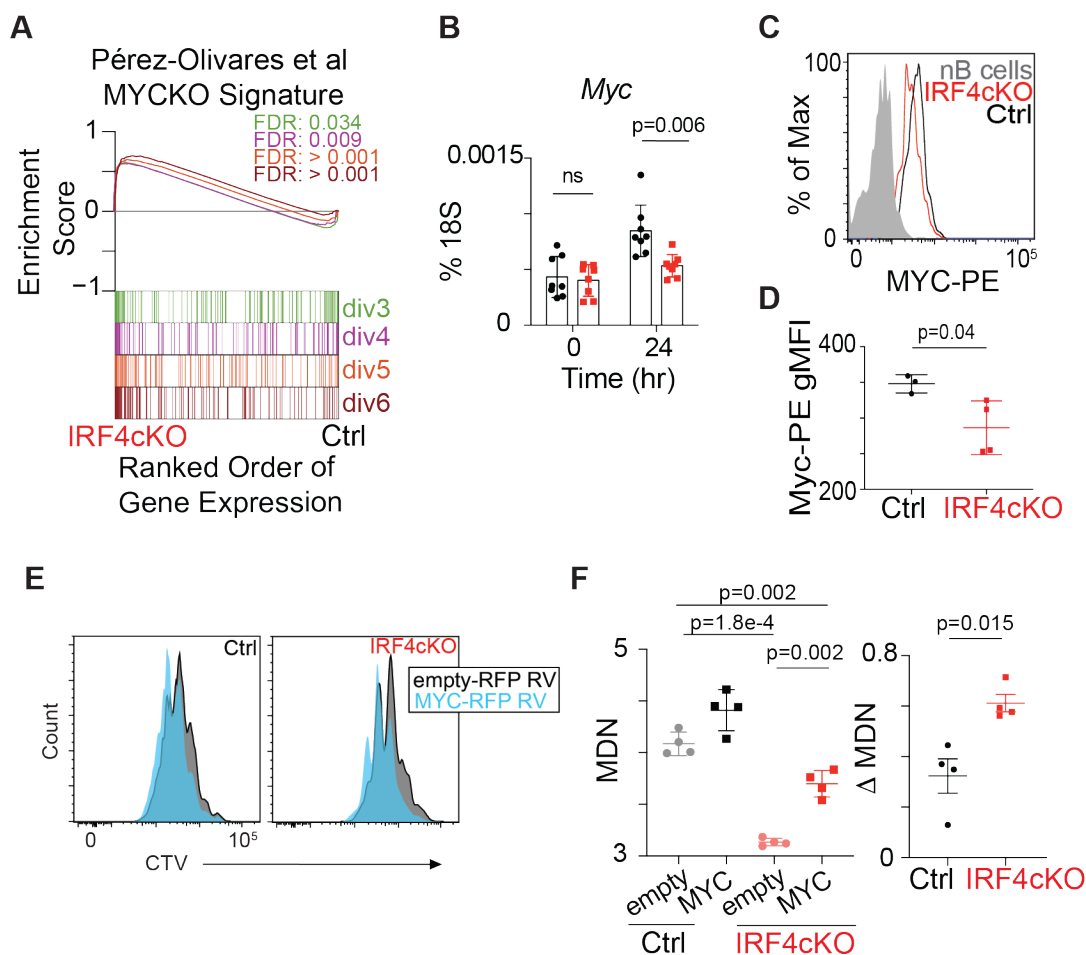 A
Pérez-Olivares et al
MYCKO Signature
FDR: 0.034
FDR: 0.009
FDR: > 0.001
FDR: > 0.001
Enrichment
Score
1
0
−1
div3
div4
div5
div6
IRF4cKO
Ctrl
Ranked Order of
Gene Expression
B
Myc
p=0.006
ns
% 18S
0.0015
0
0
24
Time (hr)
C
% of Max
100
0
nB cells
IRF4cKO
Ctrl
0
10⁵
MYC-PE
D
Myc-PE gMFI
400
200
p=0.04
Ctrl
IRF4cKO
E
Count
Ctrl
IRF4cKO
empty-RFP RV
MYC-RFP RV
0
10⁵
CTV
F
p=0.002
p=1.8e-4
p=0.002
MDN
5
3
empty
MYC
empty
MYC
Ctrl
IRF4cKO
p=0.015
Δ MDN
0.8
0
Ctrl
IRF4cKO